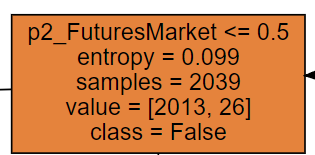 p2_FuturesMarket <= 0.5
entropy = 0.099
samples = 2039
value = [2013, 26]
class = False